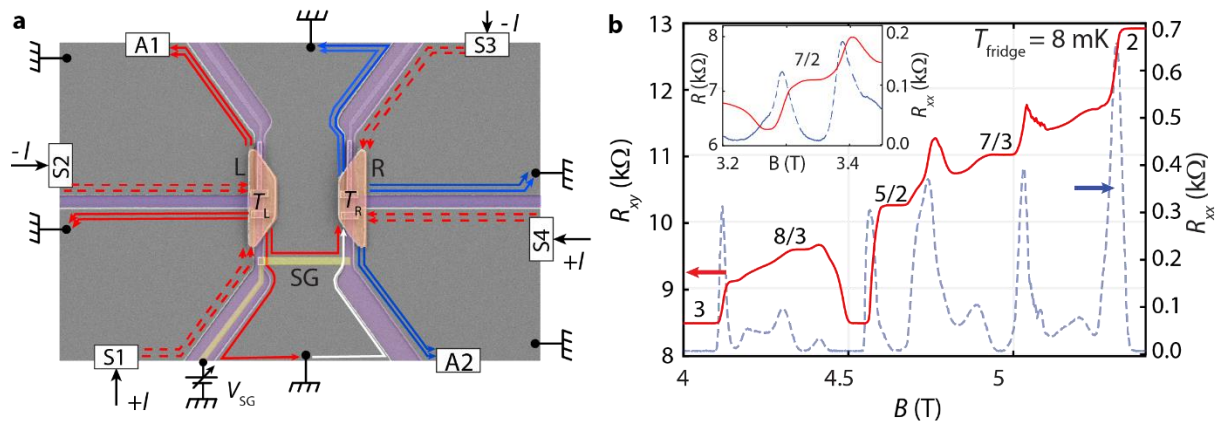 a
A1
S3
-I
-I
S2
L
R
T_L
T_R
S4
+I
SG
S1
+I
V_SG
A2
b
T_fridge = 8 mK
R_xy (kΩ)
13
12
11
10
9
8
4
4.5
5
B (T)
0.7
0.6
0.5
0.4
0.3
0.2
0.1
0.0
R_xx (kΩ)
3
8/3
5/2
7/3
2
7/2
R (kΩ)
8
7
6
3.2
3.4
B (T)
0.2
0.1
0.0
R_xx (kΩ)